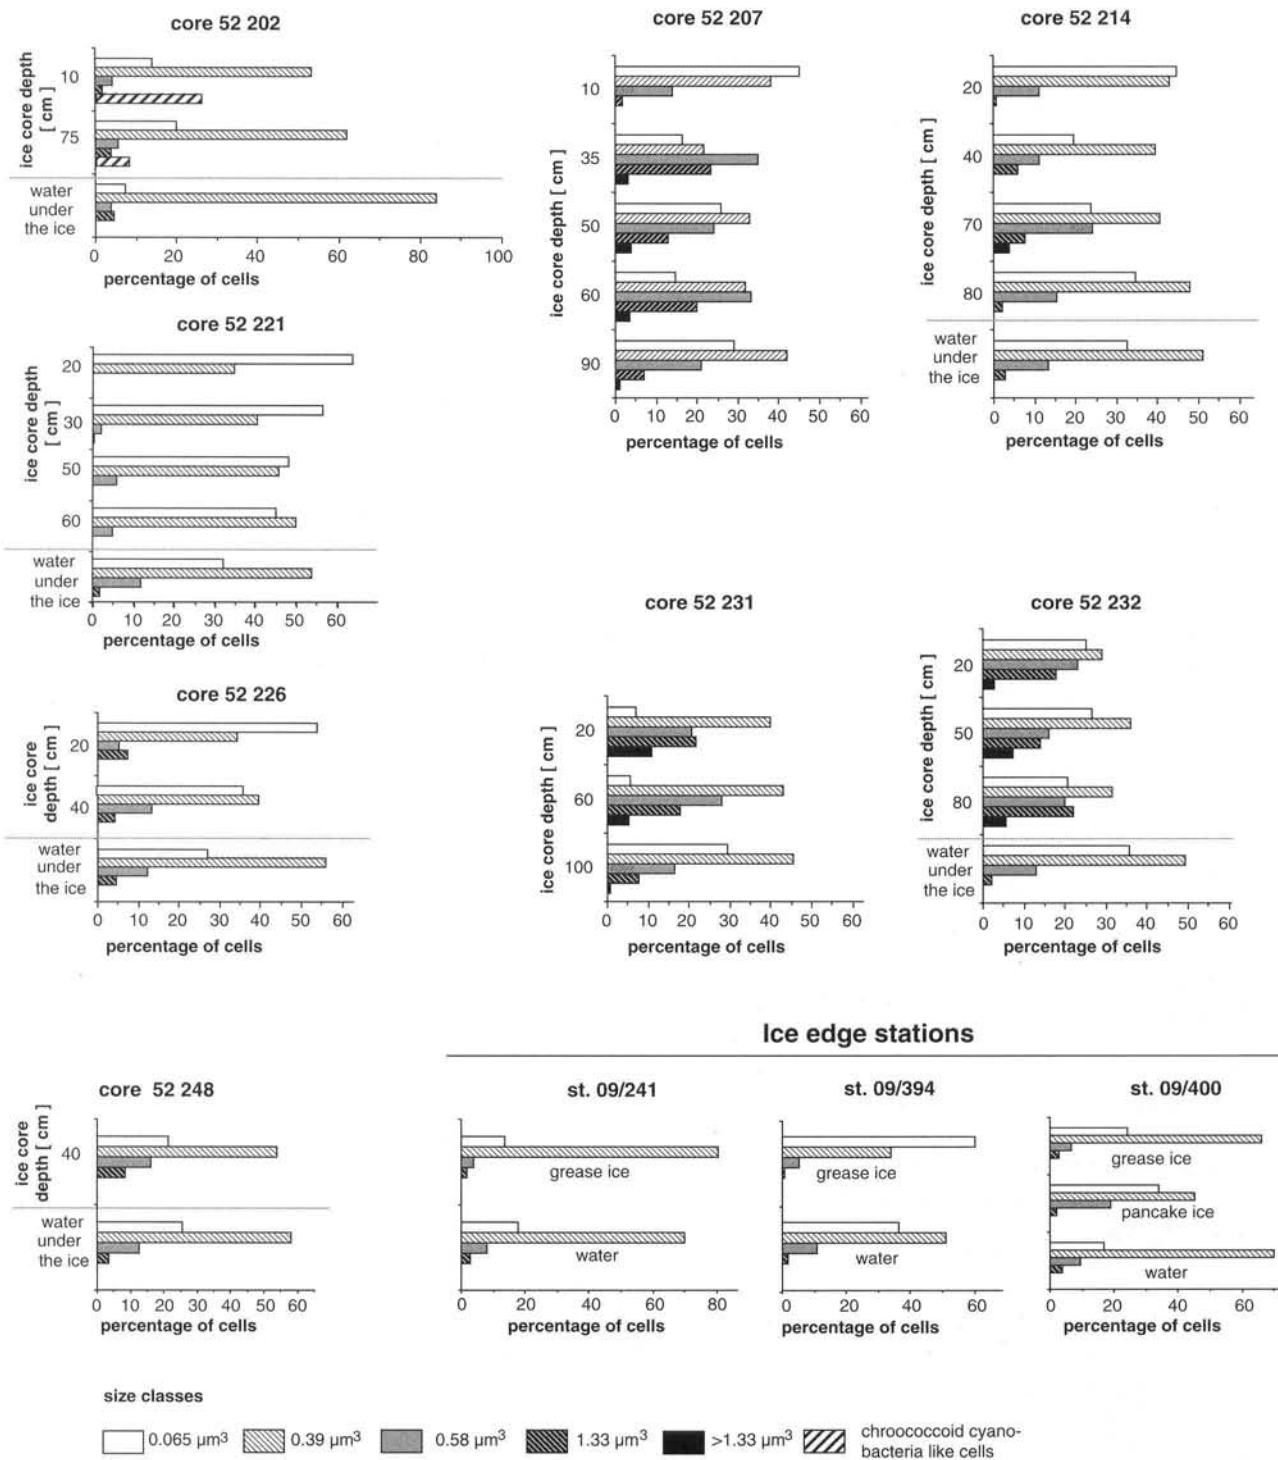 core 52 202
ice core depth
[ cm ]
10
75
water
under
the ice
0 20 40 60 80 100
percentage of cells
core 52 207
ice core depth [ cm ]
10
35
50
60
90
0 10 20 30 40 50 60
percentage of cells
core 52 214
ice core depth [ cm ]
20
40
70
80
water
under
the ice
0 10 20 30 40 50 60
percentage of cells
core 52 221
ice core depth
[ cm ]
20
30
50
60
water
under
the ice
0 10 20 30 40 50 60
percentage of cells
core 52 226
ice core
depth [ cm ]
20
40
water
under
the ice
0 10 20 30 40 50 60
percentage of cells
core 52 231
ice core depth [ cm ]
20
60
100
0 10 20 30 40 50 60
percentage of cells
core 52 232
ice core depth [ cm ]
20
50
80
water
under
the ice
0 10 20 30 40 50 60
percentage of cells
Ice edge stations
core 52 248
ice core
depth [ cm ]
40
water
under
the ice
0 10 20 30 40 50 60
percentage of cells
st. 09/241
grease ice
water
0 20 40 60 80
percentage of cells
st. 09/394
grease ice
water
0 20 40 60
percentage of cells
st. 09/400
grease ice
pancake ice
water
0 20 40 60
percentage of cells
size classes
0.065 µm³ 0.39 µm³ 0.58 µm³ 1.33 µm³ >1.33 µm³ chroococcoid cyano-
bacteria like cells